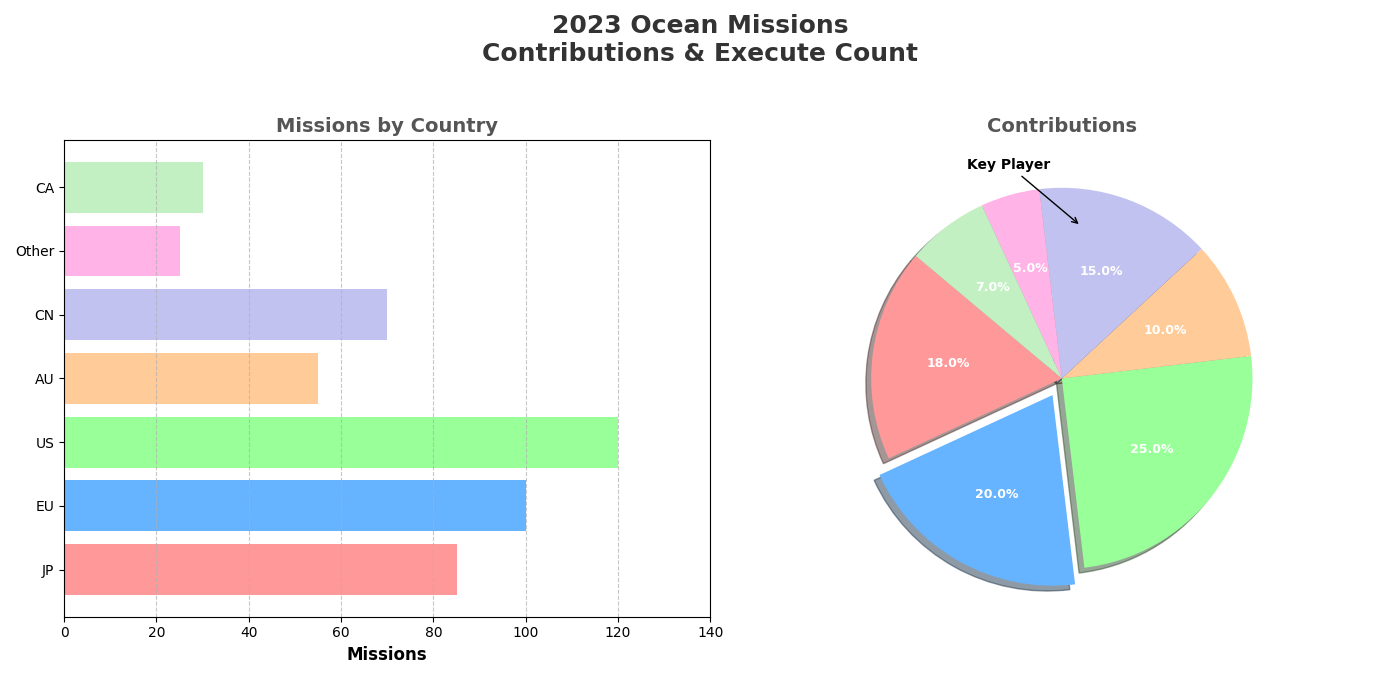 2023 Ocean Missions
Contributions & Execute Count
Missions by Country
CA
Other
CN
AU
US
EU
JP
0 20 40 60 80 100 120 140
Missions
Contributions
Key Player
5.0%
15.0%
7.0%
10.0%
18.0%
25.0%
20.0%